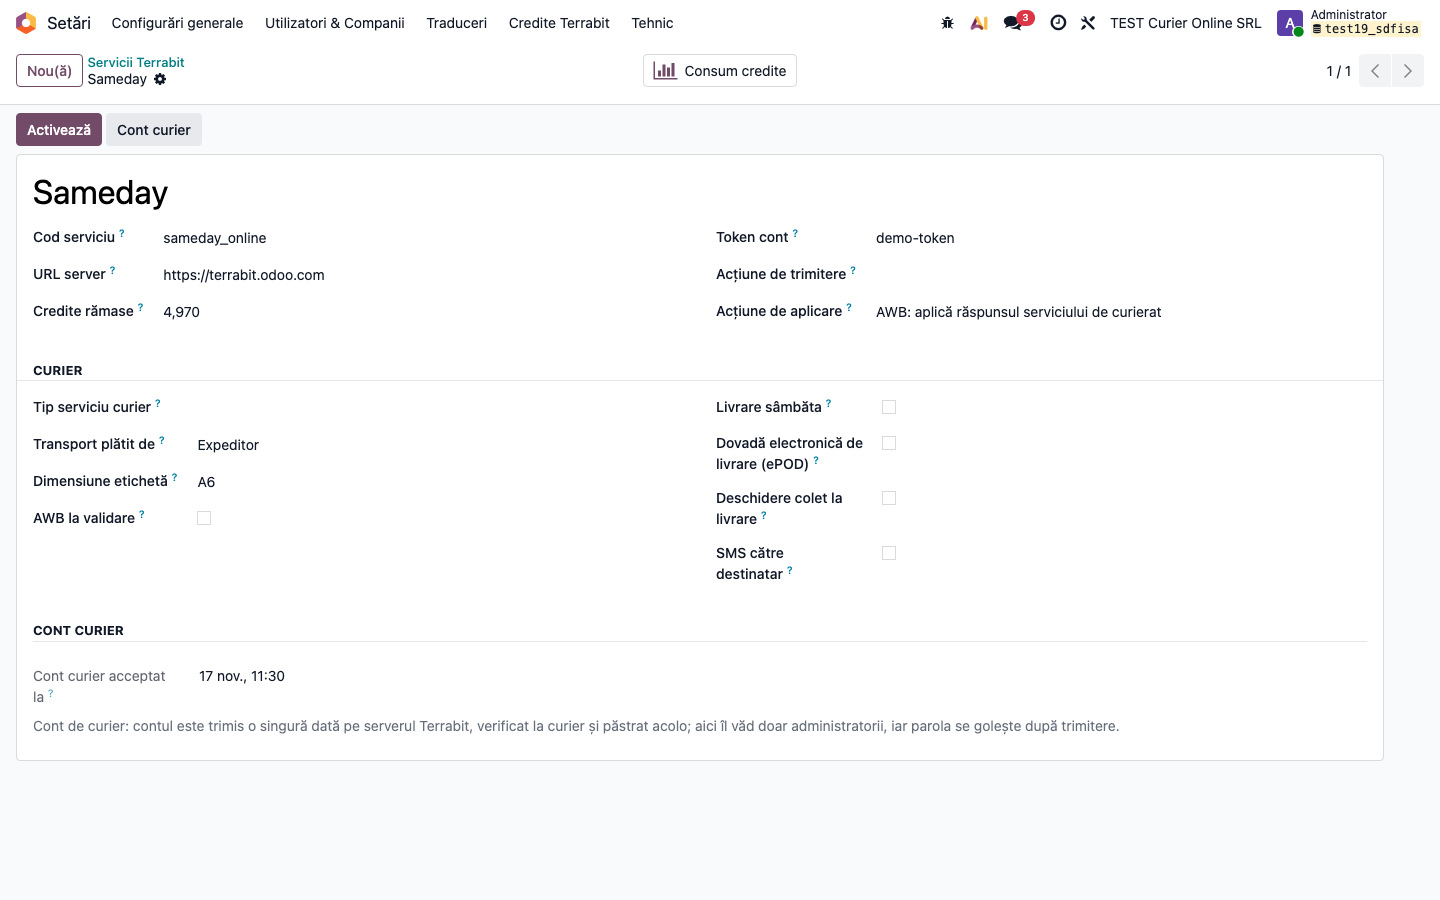 Setări
Configurări generale
Utilizatori & Companii
Traduceri
Credite Terrabit
Tehnic
AI
3
TEST Curier Online SRL
A
Administrator
test19_sdfisa
Nou(ă)
Servicii Terrabit
Sameday
Consum credite
1 / 1
Activează
Cont curier
Sameday
Cod serviciu ?
sameday_online
Token cont ?
demo-token
URL server ?
https://terrabit.odoo.com
Acțiune de trimitere ?
Credite rămase ?
4,970
Acțiune de aplicare ?
AWB: aplică răspunsul serviciului de curierat
CURIER
Tip serviciu curier ?
Livrare sâmbăta ?
Transport plătit de ?
Expeditor
Dovadă electronică de
livrare (ePOD) ?
Dimensiune etichetă ?
A6
Deschidere colet la
livrare ?
AWB la validare ?
SMS către
destinatar ?
CONT CURIER
Cont curier acceptat
la ?
17 nov., 11:30
Cont de curier: contul este trimis o singură dată pe serverul Terrabit, verificat la curier și păstrat acolo; aici îl văd doar administratorii, iar parola se golește după trimitere.